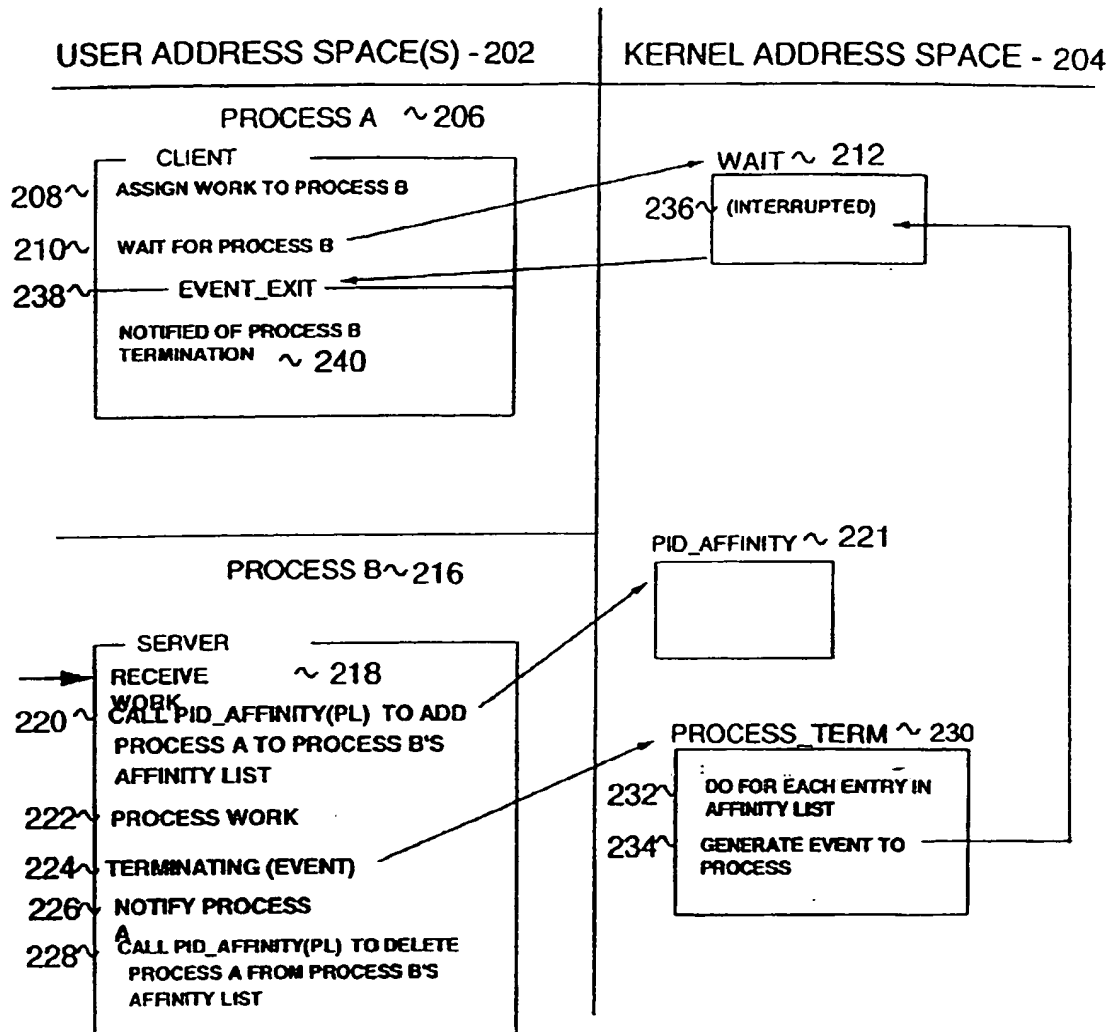 USER ADDRESS SPACE(S) - 202
KERNEL ADDRESS SPACE - 204
PROCESS A ~ 206
CLIENT
208~ ASSIGN WORK TO PROCESS B
210~ WAIT FOR PROCESS B
238~ EVENT_EXIT
NOTIFIED OF PROCESS B
TERMINATION ~ 240
WAIT ~ 212
236~ (INTERRUPTED)
PROCESS B~216
SERVER
RECEIVE ~ 218
WORK
220~ CALL PID_AFFINITY(PL) TO ADD
PROCESS A TO PROCESS B'S
AFFINITY LIST
222~ PROCESS WORK
224~ TERMINATING (EVENT)
226~ NOTIFY PROCESS
A
228~ CALL PID_AFFINITY(PL) TO DELETE
PROCESS A FROM PROCESS B'S
AFFINITY LIST
PID_AFFINITY ~ 221
PROCESS_TERM ~ 230
232~ DO FOR EACH ENTRY IN
AFFINITY LIST
234~ GENERATE EVENT TO
PROCESS